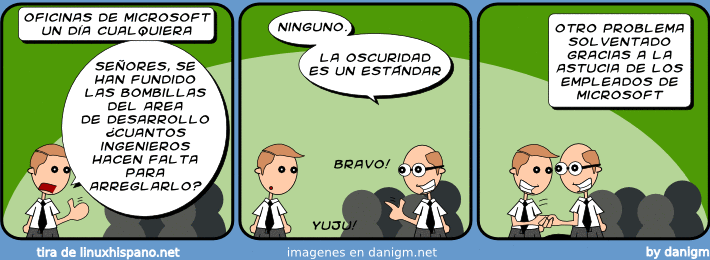 OFICINAS DE MICROSOFT
UN DÍA CUALQUIERA
SEÑORES, SE
HAN FUNDIDO
LAS BOMBILLAS
DEL AREA
DE DESARROLLO
¿CUANTOS
INGENIEROS
HACEN FALTA
PARA
ARREGLARLO?
NINGUNO.
LA OSCURIDAD
ES UN ESTÁNDAR
BRAVO!
YUJU!
OTRO PROBLEMA
SOLVENTADO
GRACIAS A LA
ASTUCIA DE LOS
EMPLEADOS DE
MICROSOFT
tira de linuxhispano.net
imagenes en danigm.net
by danigm